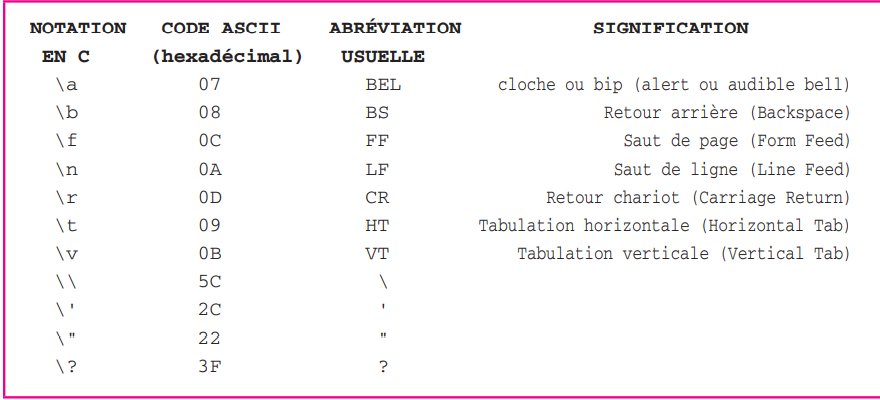 NOTATION CODE ASCII ABRÉVIATION SIGNIFICATION
EN C (hexadécimal) USUELLE
\a 07 BEL cloche ou bip (alert ou audible bell)
\b 08 BS Retour arrière (Backspace)
\f 0C FF Saut de page (Form Feed)
\n 0A LF Saut de ligne (Line Feed)
\r 0D CR Retour chariot (Carriage Return)
\t 09 HT Tabulation horizontale (Horizontal Tab)
\v 0B VT Tabulation verticale (Vertical Tab)
\\ 5C \
\' 2C '
\" 22 "
\? 3F ?